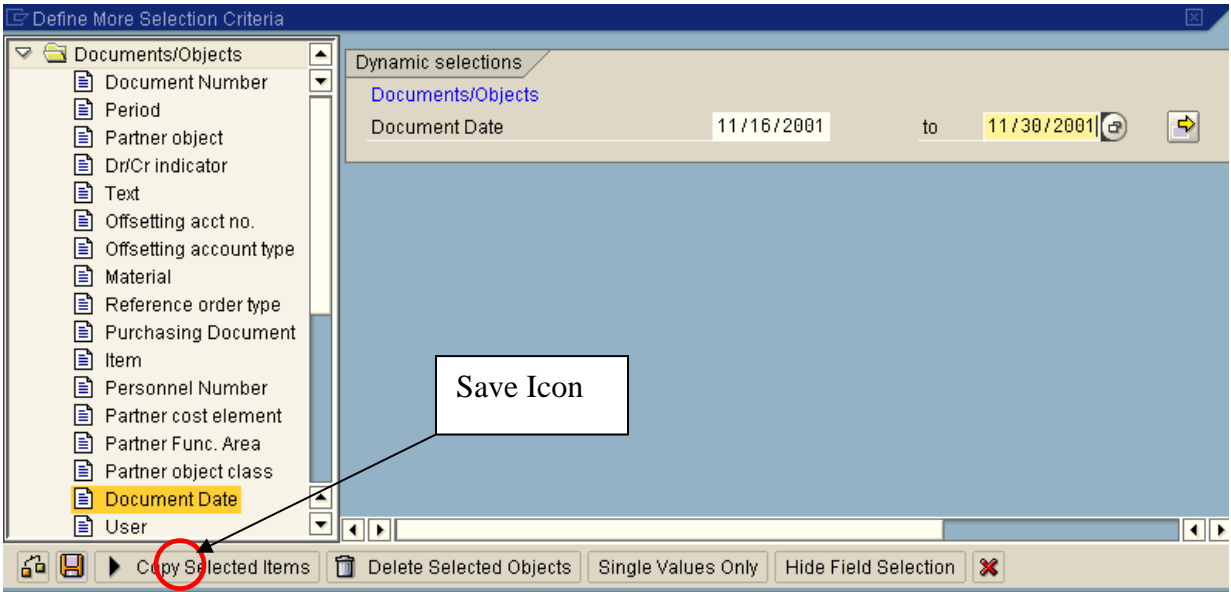 Define More Selection Criteria
Documents/Objects
Document Number
Period
Partner object
Dr/Cr indicator
Text
Offsetting acct no.
Offsetting account type
Material
Reference order type
Purchasing Document
Item
Personnel Number
Partner cost element
Partner Func. Area
Partner object class
Document Date
User
Dynamic selections
Documents/Objects
Document Date 11/16/2001 to 11/30/2001
Save Icon
Copy Selected Items Delete Selected Objects Single Values Only Hide Field Selection